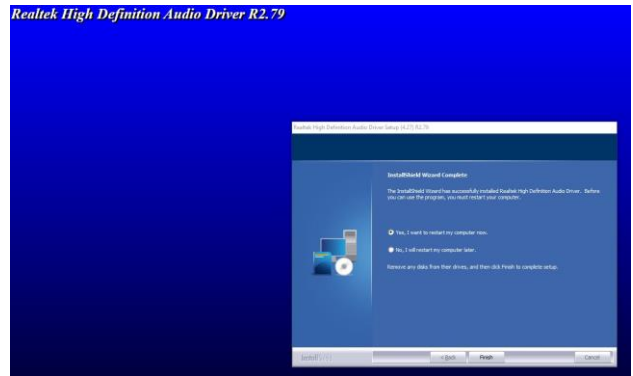 Realtek High Definition Audio Driver R2.79
Realtek High Definition Audio Driver Setup (4.27) R2.79
InstallShield Wizard Complete
The InstallShield Wizard has successfully installed Realtek High Definition Audio Driver. Before
you can use the program, you must restart your computer.
Yes, I want to restart my computer now.
No, I will restart my computer later.
Remove any disks from their drives, and then click Finish to complete setup.
InstallShield
< Back
Finish
Cancel